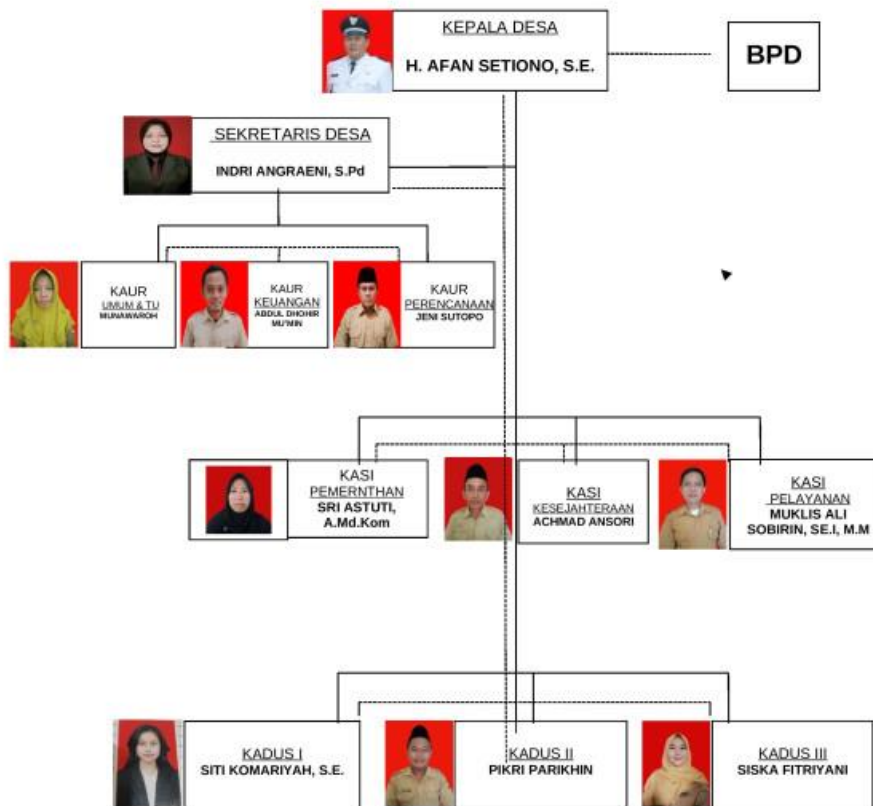 KEPALA DESA
H. AFAN SETIONO, S.E.
BPD
SEKRETARIS DESA
INDRI ANGRAENI, S.Pd
KAUR
UMUM & TU
MUNAWAROH
KAUR
KEUANGAN
ABDUL DHOHIR
MU'MIN
KAUR
PERENCANAAN
JENI SUTOPO
KASI
PEMERNTHAN
SRI ASTUTI,
A.Md.Kom
KASI
KESEJAHTERAAN
ACHMAD ANSORI
KASI
PELAYANAN
MUKLIS ALI
SOBIRIN, SE.I, M.M
KADUS I
SITI KOMARIYAH, S.E.
KADUS II
PIKRI PARIKHIN
KADUS III
SISKA FITRIYANI